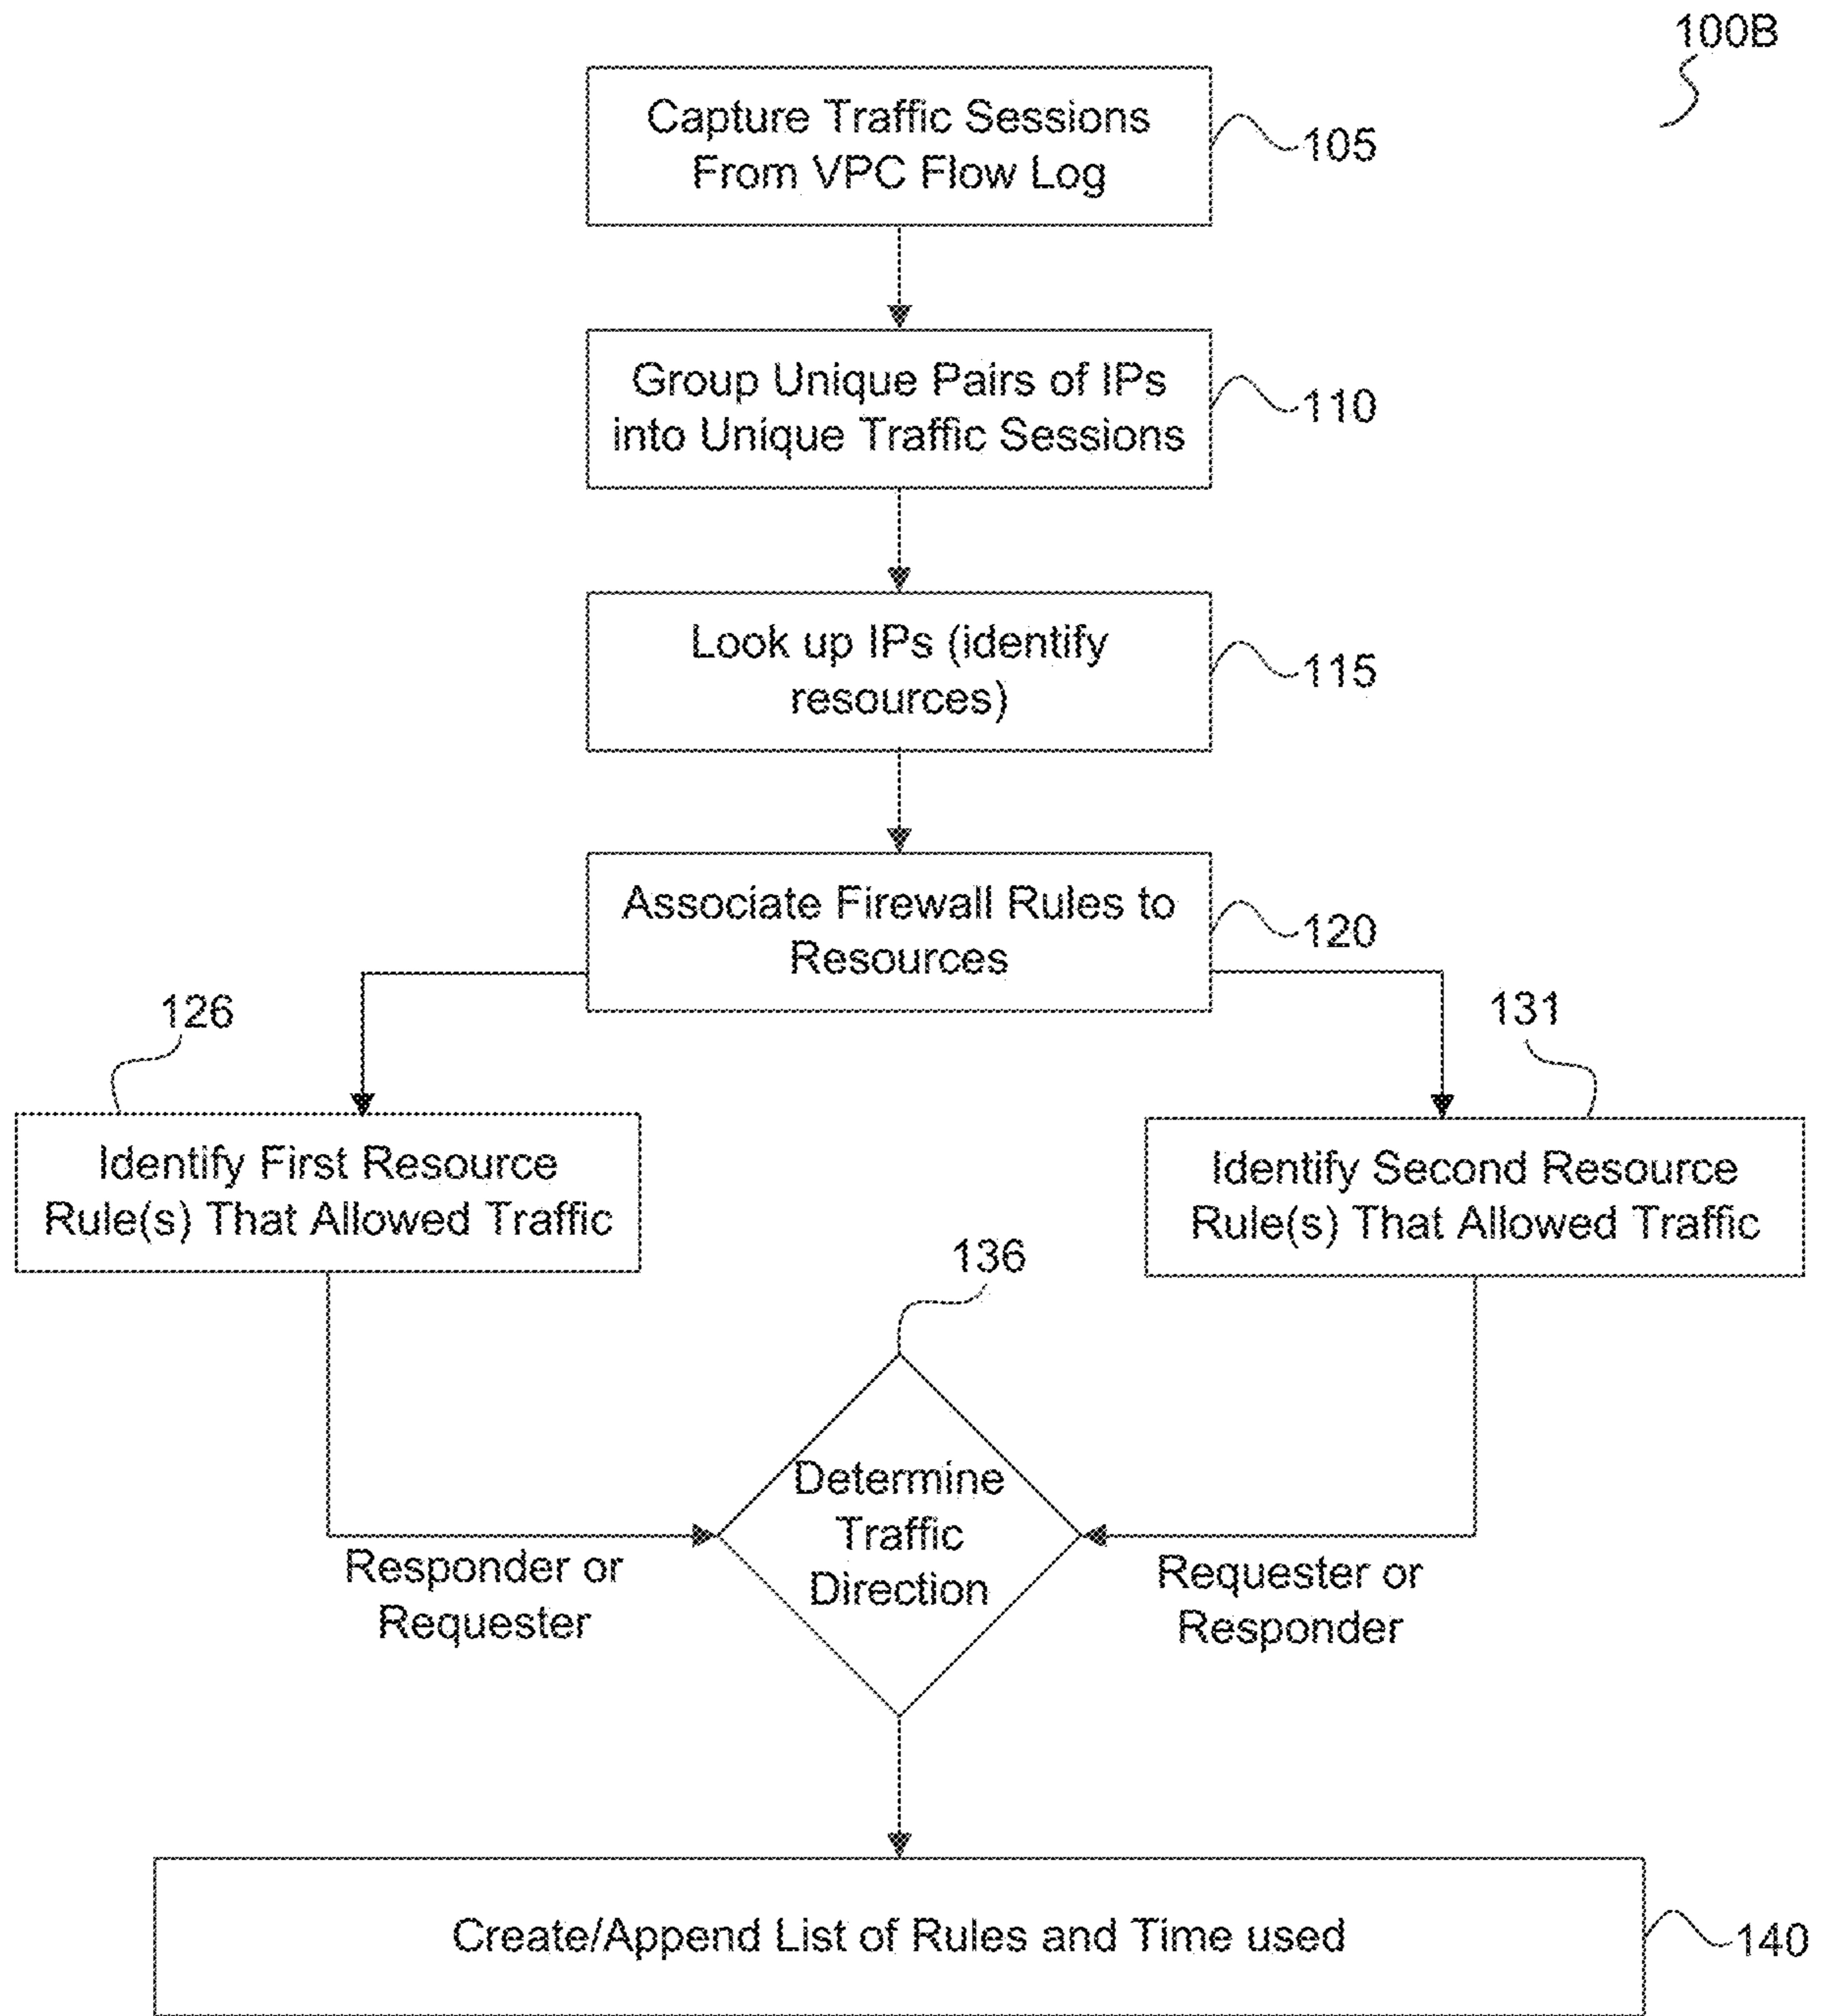 100B
Capture Traffic Sessions
From VPC Flow Log
105
Group Unique Pairs of IPs
into Unique Traffic Sessions
110
Look up IPs (identify
resources)
115
Associate Firewall Rules to
Resources
120
126
131
Identify First Resource
Rule(s) That Allowed Traffic
Identify Second Resource
Rule(s) That Allowed Traffic
136
Determine
Traffic
Direction
Responder or
Requester
Requester or
Responder
Create/Append List of Rules and Time used
140